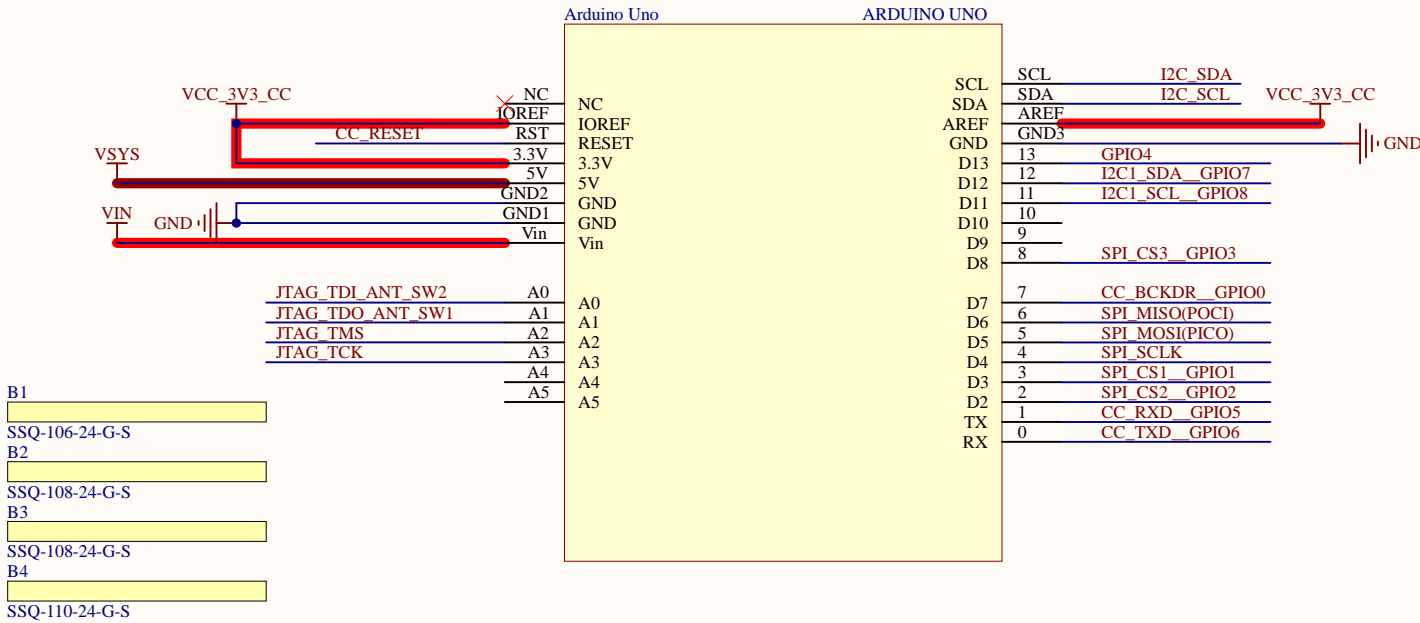 Arduino Uno
ARDUINO UNO
SCL SCL I2C_SDA
VCC_3V3_CC NC NC SDA SDA I2C_SCL VCC_3V3_CC
IOREF IOREF AREF AREF
CC_RESET RST RESET GND GND3 GND
VSYS 3.3V 3.3V D13 13 GPIO4
5V 5V D12 12 I2C1_SDA__GPIO7
GND2 GND D11 11 I2C1_SCL__GPIO8
VIN GND GND1 GND D10 10
Vin Vin D9 9
D8 8 SPI_CS3__GPIO3
JTAG_TDI_ANT_SW2 A0 A0 D7 7 CC_BCKDR__GPIO0
JTAG_TDO_ANT_SW1 A1 A1 D6 6 SPI_MISO(POCI)
JTAG_TMS A2 A2 D5 5 SPI_MOSI(PICO)
JTAG_TCK A3 A3 D4 4 SPI_SCLK
A4 A4 D3 3 SPI_CS1__GPIO1
A5 A5 D2 2 SPI_CS2__GPIO2
TX 1 CC_RXD__GPIO5
RX 0 CC_TXD__GPIO6
B1
SSQ-106-24-G-S
B2
SSQ-108-24-G-S
B3
SSQ-108-24-G-S
B4
SSQ-110-24-G-S